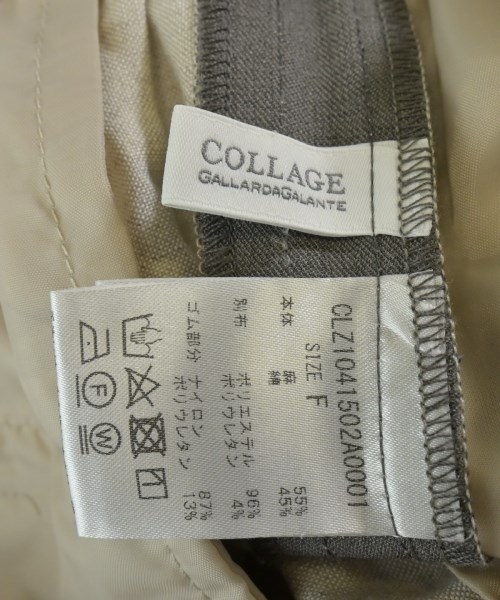 COLLAGE
GALLARDAGALANTE
CLZ1041502A0001
SIZE F
本体 麻 55%
綿 45%
別布 ポリエステル 96%
ポリウレタン 4%
ゴム部分 ナイロン 87%
ポリウレタン 13%
F
W